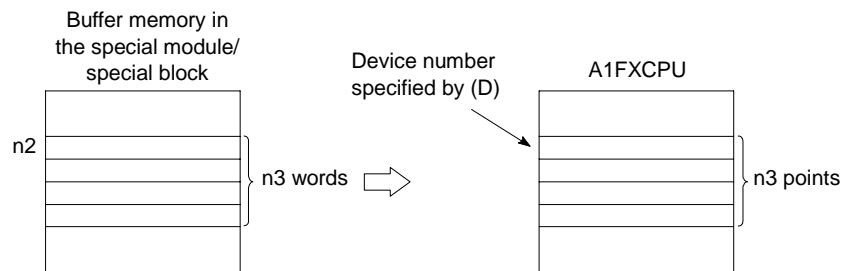 Buffer memory in
the special module/
special block
Device number
specified by (D)
A1FXCPU
n2
n3 words
n3 points